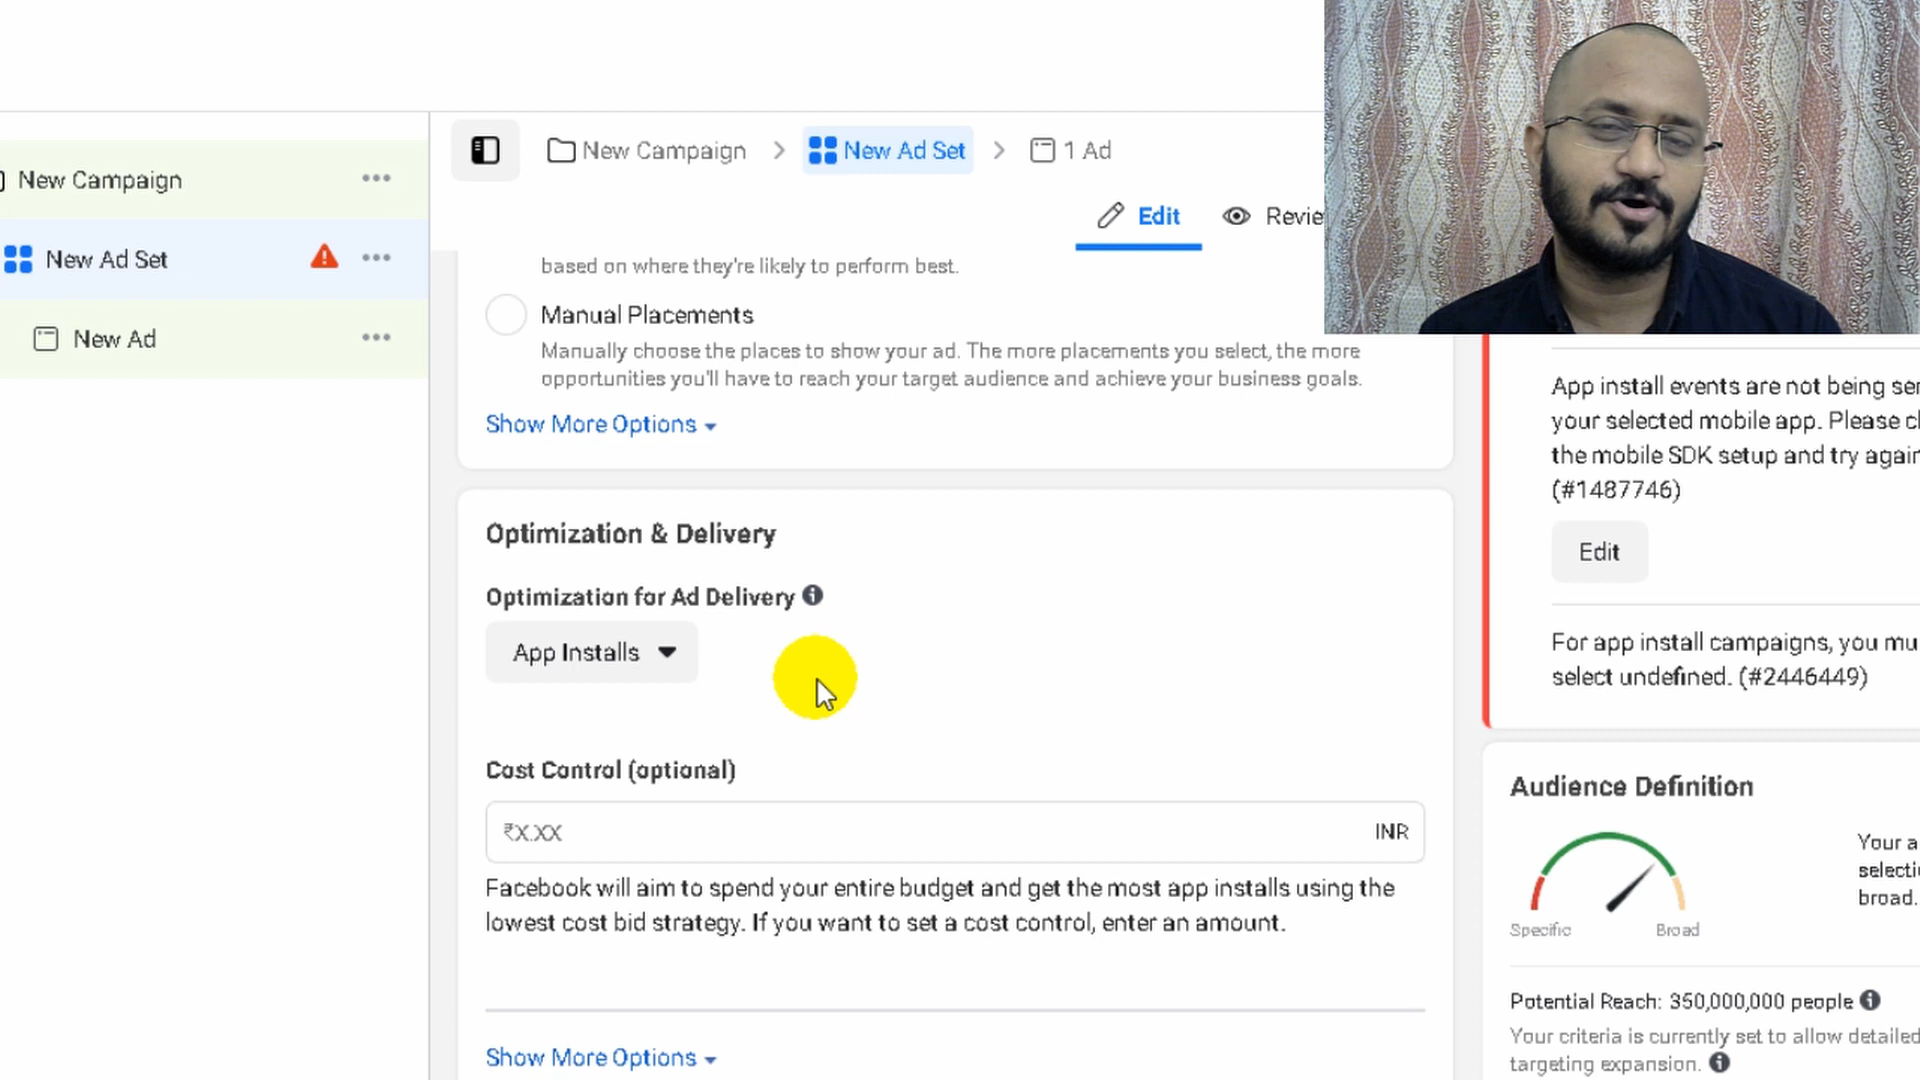 New Campaign
New Ad Set
New Ad
New Campaign > New Ad Set > 1 Ad
Edit
based on where they're likely to perform best.
Manual Placements
Manually choose the places to show your ad. The more placements you select, the more
opportunities you'll have to reach your target audience and achieve your business goals.
Show More Options
Optimization & Delivery
Optimization for Ad Delivery
App Installs
Cost Control (optional)
₹X.XX
INR
Facebook will aim to spend your entire budget and get the most app installs using the
lowest cost bid strategy. If you want to set a cost control, enter an amount.
Show More Options
App install events are not being
your selected mobile app. Please
the mobile SDK setup and try
(#1487746)
Edit
For app install campaigns, you
select undefined. (#2446449)
Audience Definition
Specific
Broad
Your
broad.
Potential Reach: 350,000,000 people
Your criteria is currently set to allow detailed
targeting expansion.